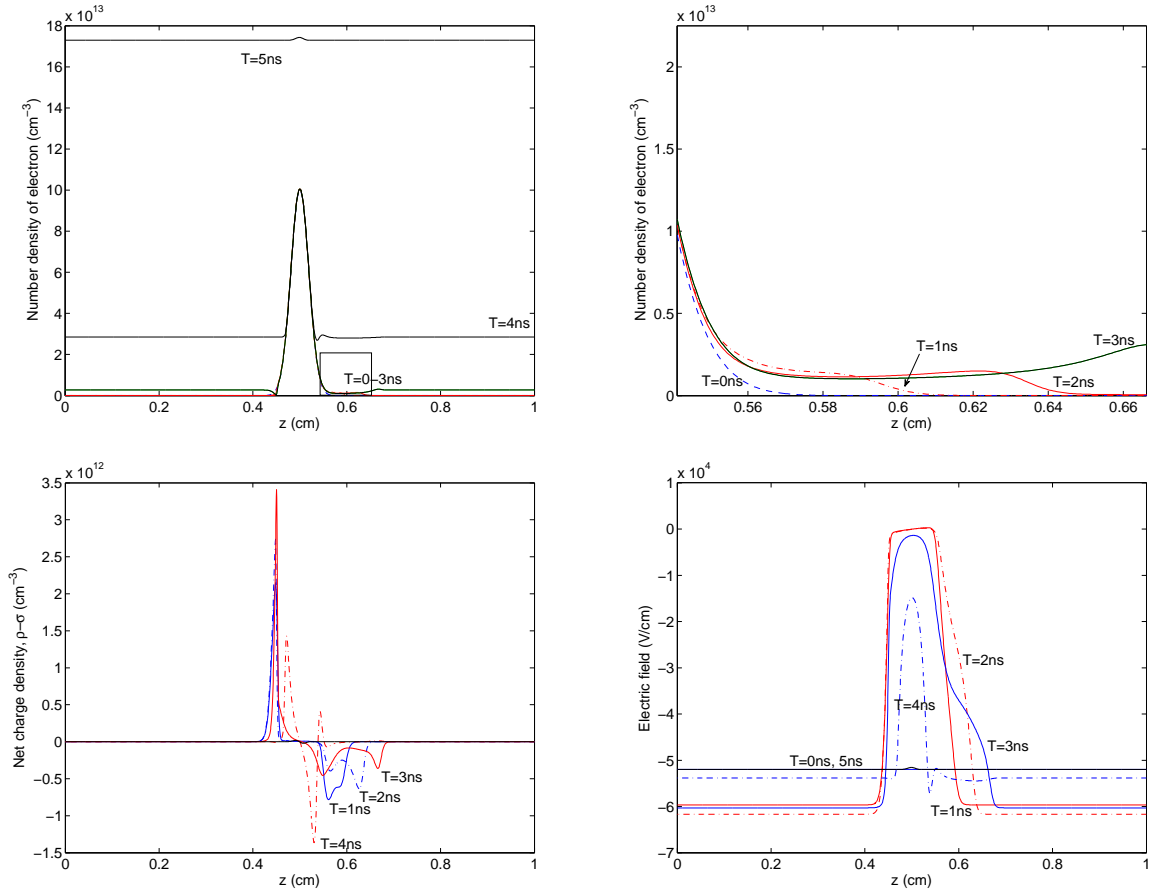 x 10^13
18
16
14
12
10
8
6
4
2
0
Number density of electron (cm^−3)
T=5ns
T=4ns
T=0−3ns
0 0.2 0.4 0.6 0.8 1
z (cm)
x 10^13
2
1.5
1
0.5
0
Number density of electron (cm^−3)
T=0ns
T=1ns
T=2ns
T=3ns
0.56 0.58 0.6 0.62 0.64 0.66
z (cm)
x 10^12
3.5
3
2.5
2
1.5
1
0.5
0
−0.5
−1
−1.5
Net charge density, ρ−σ (cm^−3)
T=3ns
T=2ns
T=1ns
T=4ns
0 0.2 0.4 0.6 0.8 1
z (cm)
x 10^4
1
0
−1
−2
−3
−4
−5
−6
−7
Electric field (V/cm)
T=2ns
T=4ns
T=3ns
T=0ns, 5ns
T=1ns
0 0.2 0.4 0.6 0.8 1
z (cm)